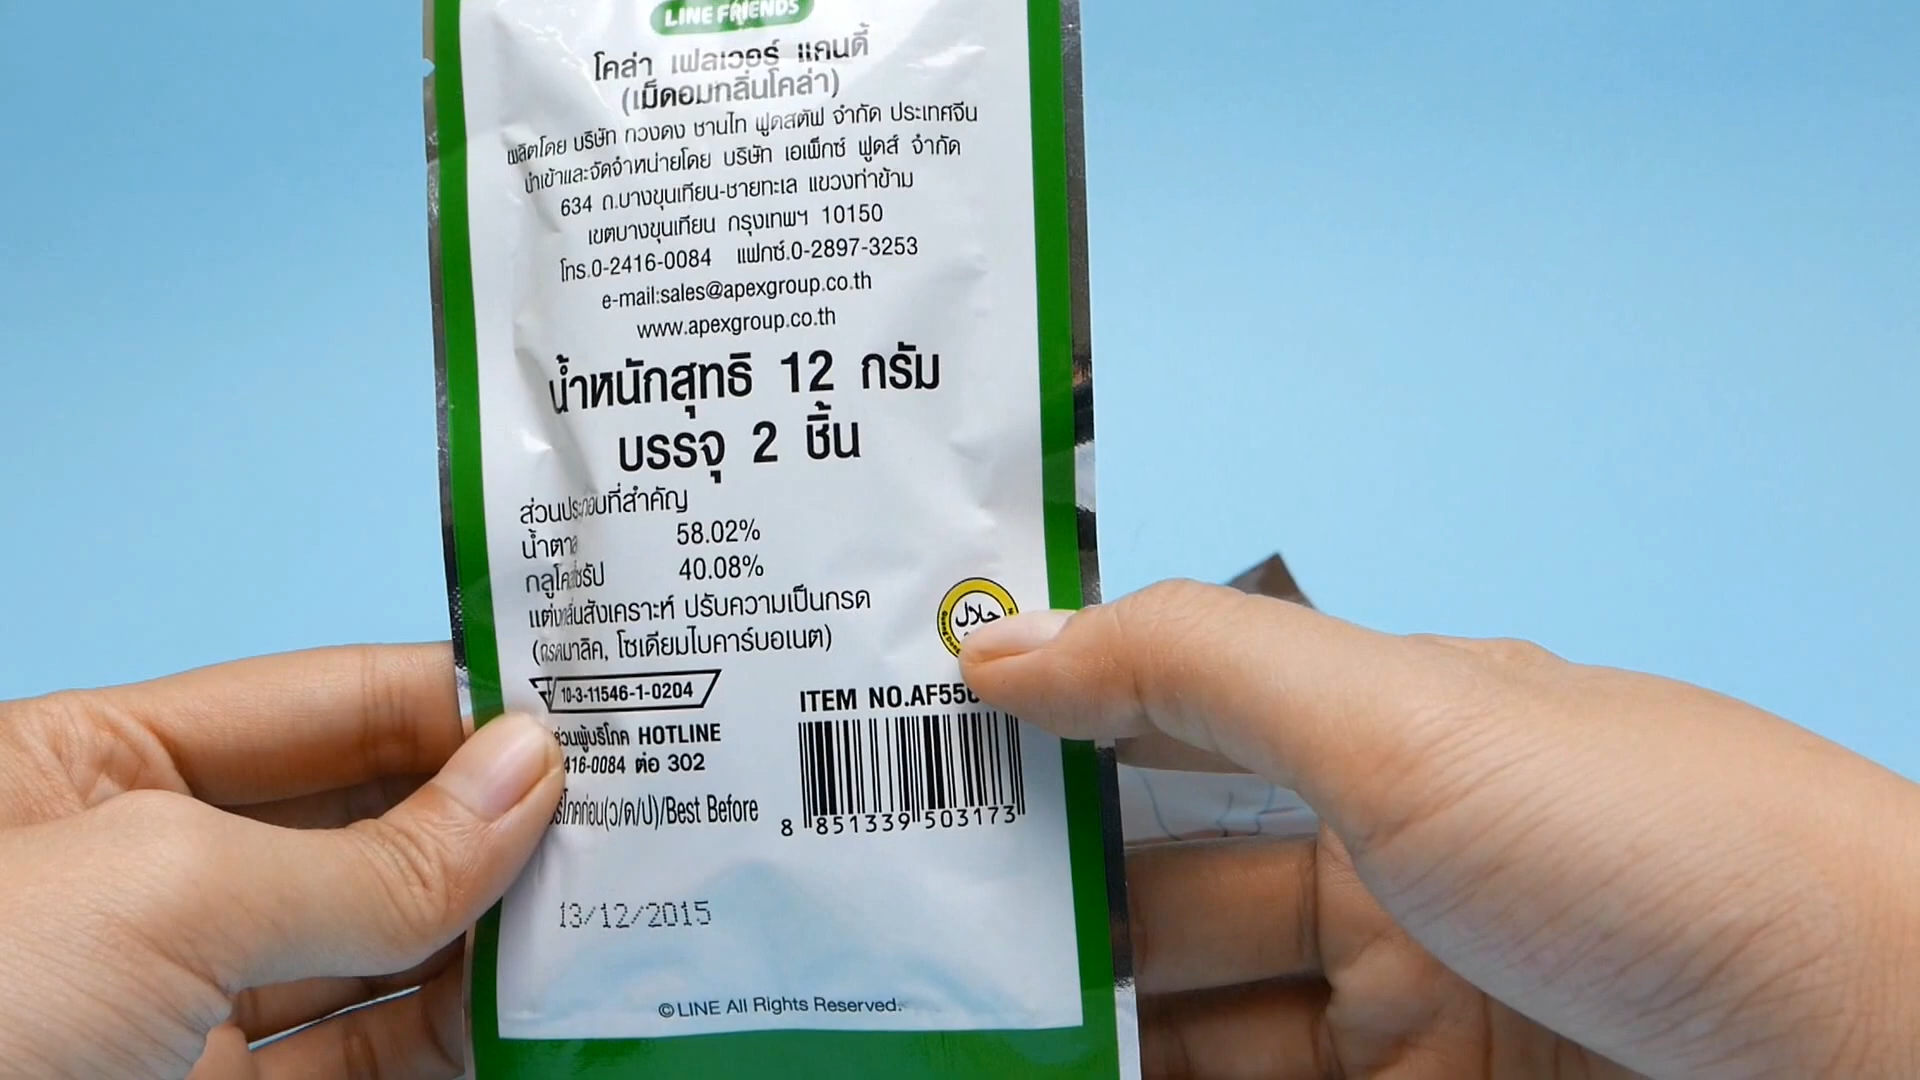 LINE FRIENDS
โคล่า เฟลเวอร์ แคนดี้
(เม็ดอมกลิ่นโคล่า)
ผลิตโดย บริษัท กวงดง ชานไท ฟูดสตัฟ จำกัด ประเทศจีน
นำเข้าและจัดจำหน่ายโดย บริษัท เอเพ็กซ์ ฟูดส์ จำกัด
634 ถ.บางขุนเทียน-ชายทะเล แขวงท่าข้าม
เขตบางขุนเทียน กรุงเทพฯ 10150
โทร.0-2416-0084 แฟกซ์.0-2897-3253
e-mail:sales@apexgroup.co.th
www.apexgroup.co.th
น้ำหนักสุทธิ 12 กรัม
บรรจุ 2 ชิ้น
ส่วนประกอบที่สำคัญ
น้ำตาล 58.02%
กลูโคสซีรัป 40.08%
แต่งกลิ่นสังเคราะห์ ปรับความเป็นกรด
(กรดมาลิค, โซเดียมไบคาร์บอเนต)
10-3-11546-1-0204
حلال
ITEM NO.
HOTLINE
416-0084 ต่อ 302
(ว/ด/ป)/Best Before
8 851339 503173
13/12/2015
© LINE All Rights Reserved.